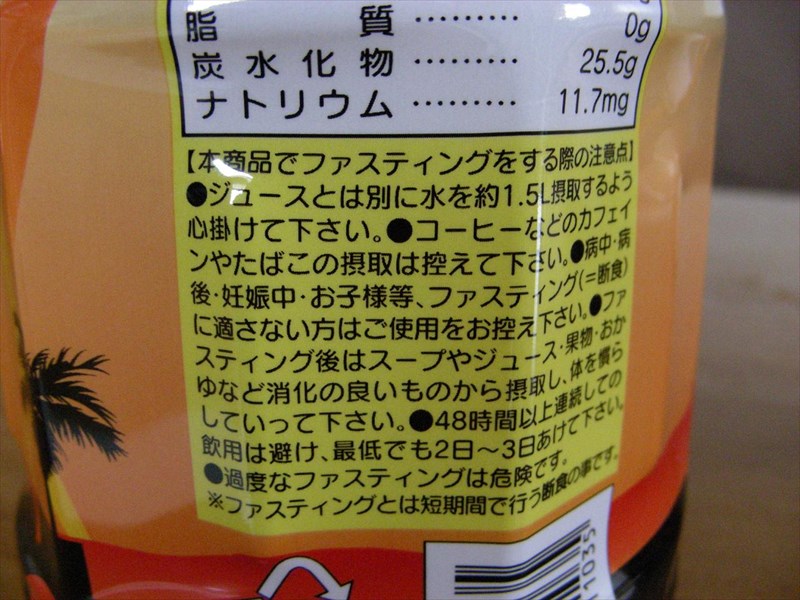 脂 質 ……… 0g
炭水化物 ……… 25.5g
ナトリウム ……… 11.7mg
【本商品でファスティングをする際の注意点】
●ジュースとは別に水を約1.5L摂取するよう
心掛けて下さい。●コーヒーなどのカフェイ
ンやたばこの摂取は控えて下さい。●病中・病
後・妊娠中・お子様等、ファスティング(=断食)
に適さない方はご使用をお控え下さい。●ファ
スティング後はスープやジュース・果物・おか
ゆなど消化の良いものから摂取し、体を慣ら
していって下さい。●48時間以上連続しての
飲用は避け、最低でも2日〜3日あけて下さい。
●過度なファスティングは危険です。
※ファスティングとは短期間で行う断食の事です。
11035